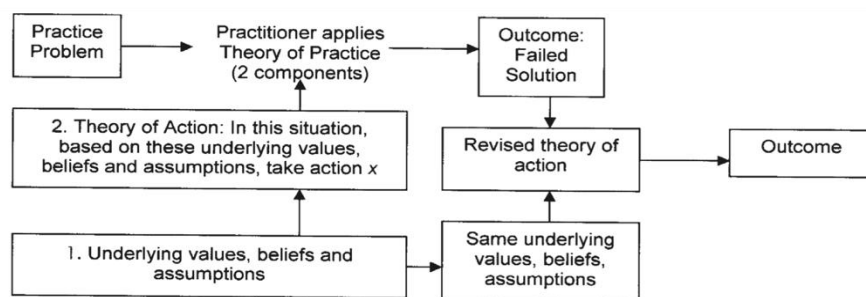 Practice
Problem
Practitioner applies
Theory of Practice
(2 components)
Outcome:
Failed
Solution
2. Theory of Action: In this situation,
based on these underlying values,
beliefs and assumptions, take action x
Revised theory of
action
Outcome
1. Underlying values, beliefs and
assumptions
Same underlying
values, beliefs,
assumptions